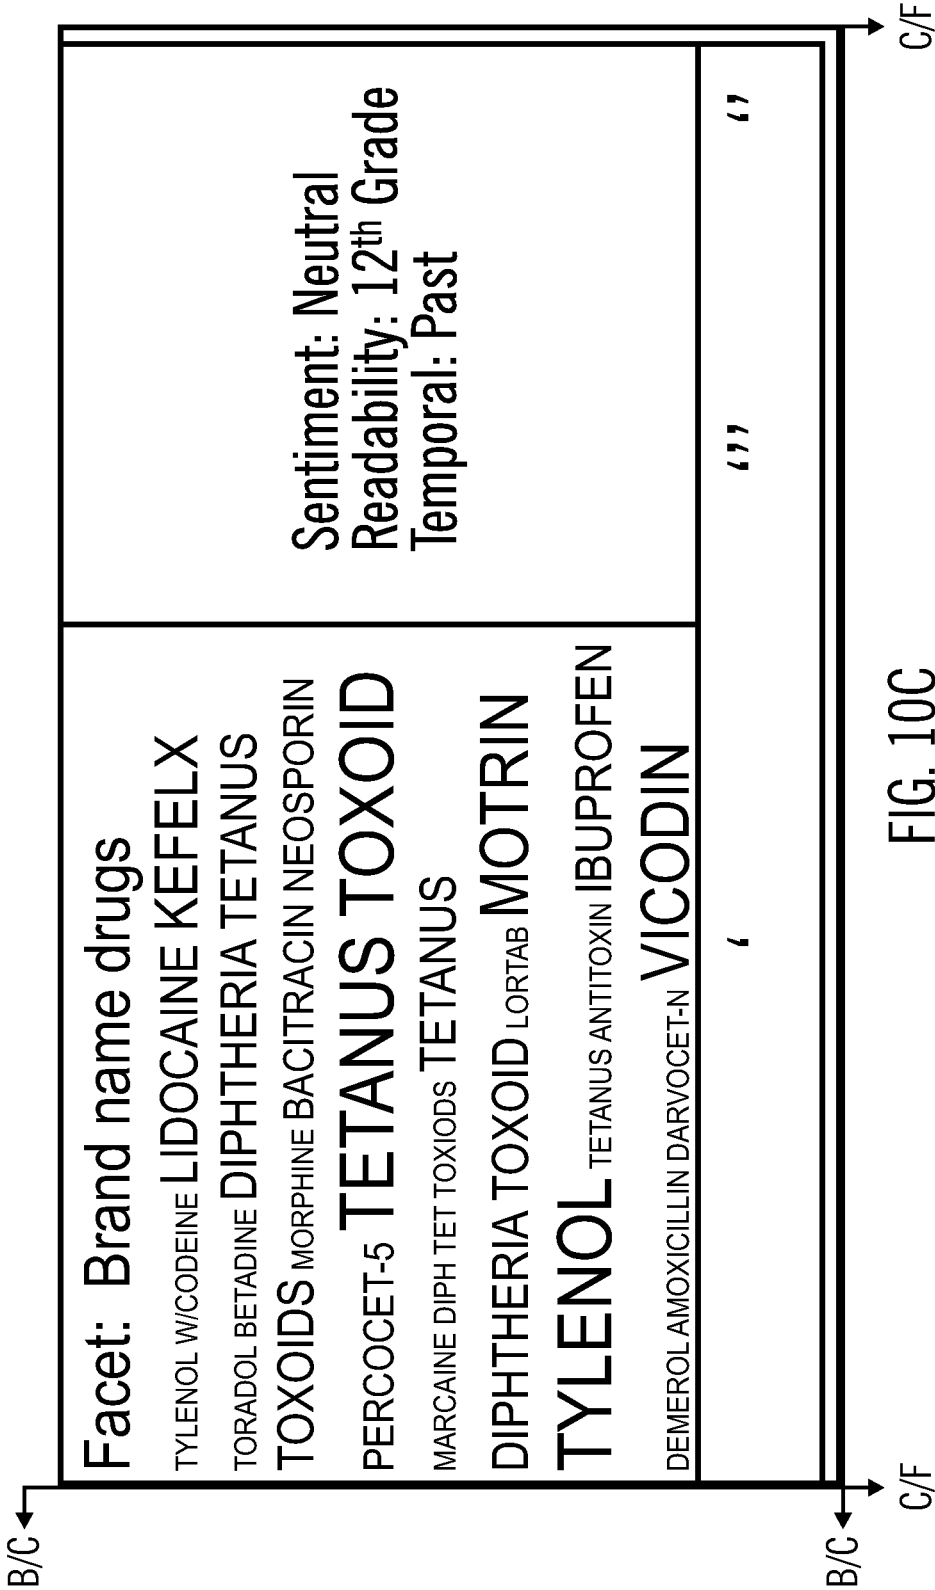 Facet: Brand name drugs
TYLENOL W/CODEINE LIDOCAINE KEFELX
TORADOL BETADINE DIPHTHERIA TETANUS
TOXOIDS MORPHINE BACITRACIN NEOSPORIN
PERCOCET-5 TETANUS TOXOID
MARCAINE DIPH TET TOXIODS TETANUS
DIPHTHERIA TOXOID LORTAB MOTRIN
TYLENOL TETANUS ANTITOXIN IBUPROFEN
DEMEROL AMOXICILLIN DARVOCET-N VICODIN
Sentiment: Neutral
Readability: 12th Grade
Temporal: Past
‘ ‘’’ ‘’
B/C
B/C
C/F
C/F
FIG. 10C